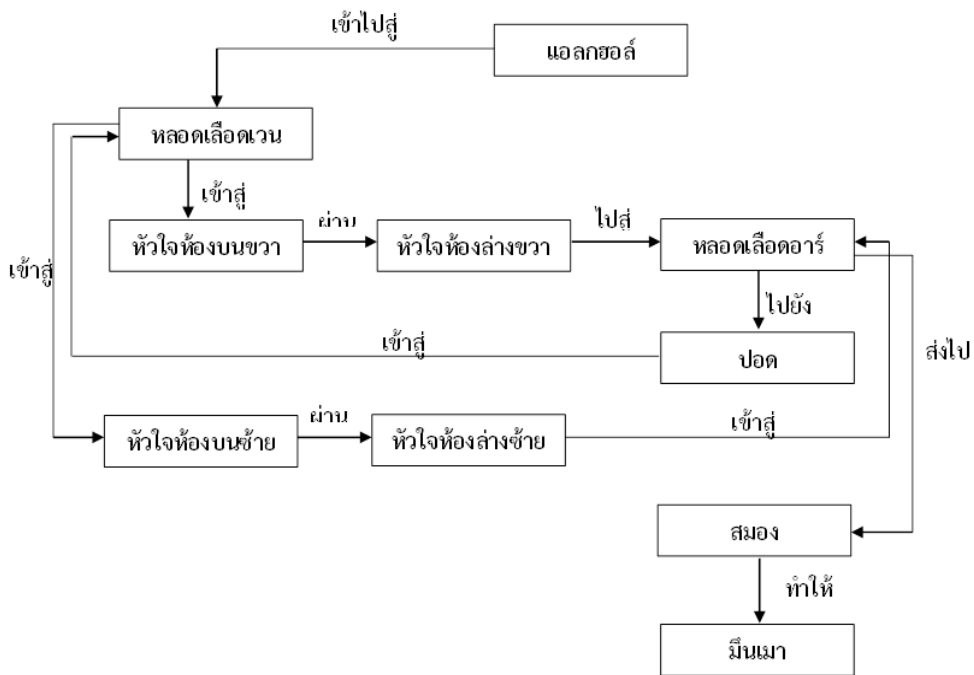 เข้าไปสู่
แอลกฮอล์
หลอดเลือดเวน
เข้าสู่
หัวใจห้องบนขวา
ผ่าน
หัวใจห้องล่างขวา
ไปสู่
หลอดเลือดอาร์
เข้าสู่
ไปยัง
เข้าสู่
ปอด
ส่งไป
หัวใจห้องบนซ้าย
ผ่าน
หัวใจห้องล่างซ้าย
เข้าสู่
สมอง
ทำให้
มึนเมา